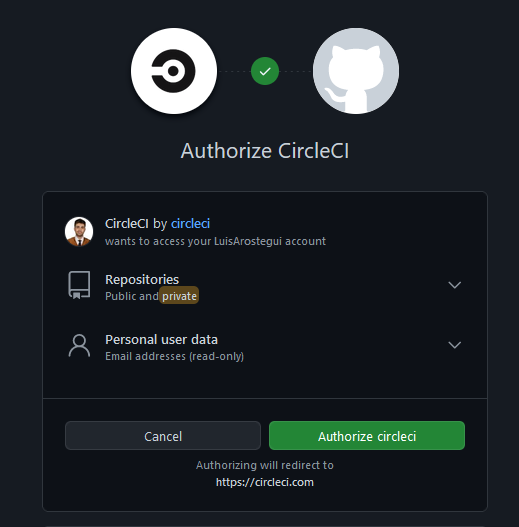 Authorize CircleCI
CircleCI by circleci
wants to access your LuisArostegui account
Repositories
Public and private
Personal user data
Email addresses (read-only)
Cancel
Authorize circleci
Authorizing will redirect to
https://circleci.com